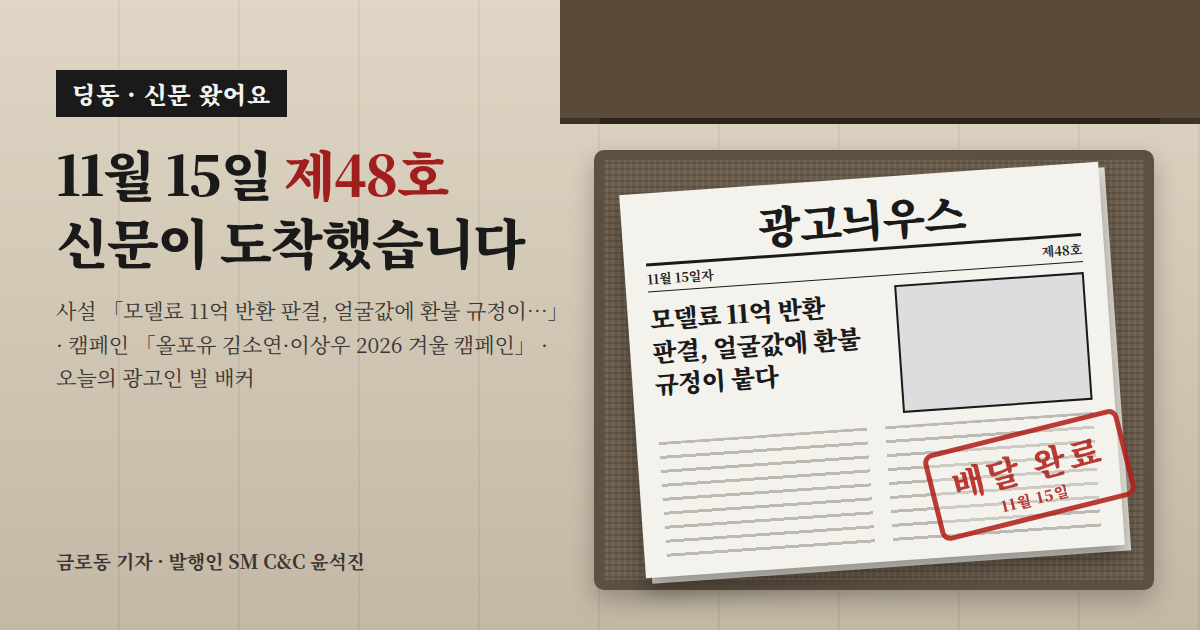 딩동 · 신문 왔어요
11월 15일 제48호
신문이 도착했습니다
사설 「모델료 11억 반환 판결, 얼굴값에 환불 규정이…」
· 캠페인 「올포유 김소연·이상우 2026 겨울 캠페인」 ·
오늘의 광고인 빌 배커
금로동 기자 · 발행인 SM C&C 윤석진
광고늬우스
11월 15일자
제48호
모델료 11억 반환
판결, 얼굴값에 환불
규정이 붙다
배달 완료
11월 15일